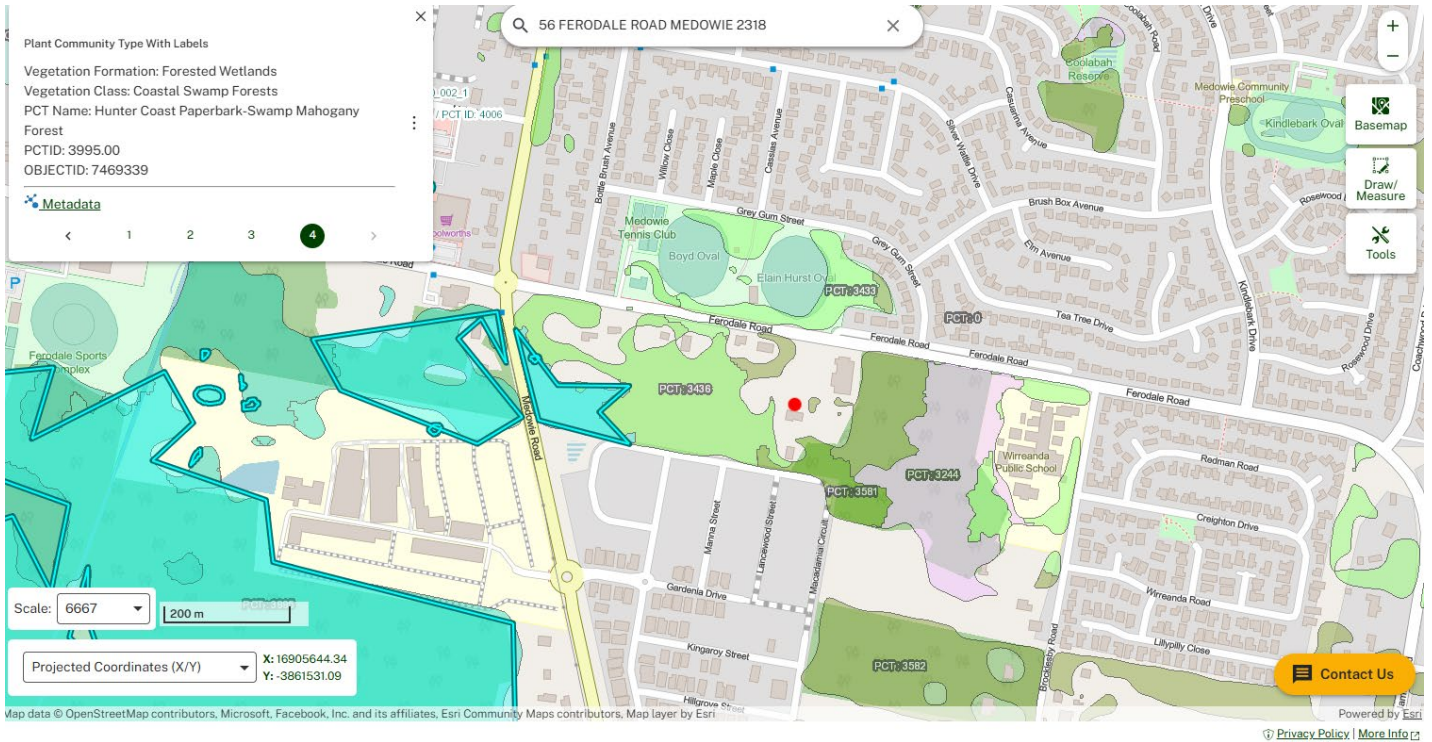 56 FERODALE ROAD MEDOWIE 2318
Plant Community Type With Labels
Vegetation Formation: Forested Wetlands
Vegetation Class: Coastal Swamp Forests
PCT Name: Hunter Coast Paperbark-Swamp Mahogany
Forest
PCTID: 3995.00
OBJECTID: 7469339
Metadata
1 2 3 4
+
−
Basemap
Draw/
Measure
Tools
/ PCT ID: 4006
Coolabah
Reserve
Coolabah Road
Medowie Community
Preschool
Kindlebark Oval
Casuarina Avenue
Silver Wattle Drive
Bottle Brush Avenue
Willow Close
Maple Close
Cassias Avenue
Brush Box Avenue
Grey Gum Street
Grey Gum Street
Elm Avenue
Medowie
Tennis Club
Boyd Oval
Elain Hurst Oval
PCT: 3433
PCT: 0
Tea Tree Drive
Kindlebark Drive
Rosewood Drive
P
Ferodale Sports
Complex
Ferodale Road
Ferodale Road
Ferodale Road
Ferodale Road
PCT: 3436
Medowie Road
Wirreanda
Public School
PCT: 3244
PCT: 3581
Redman Road
Creighton Drive
Manna Street
Lancewood Street
Macadamia Circuit
Gardenia Drive
Wirreanda Road
Lillypilly Close
Kingaroy Street
Brocklesby Road
PCT: 3582
Hillgrove Street
Scale: 6667
200 m
Projected Coordinates (X/Y)
X: 16905644.34
Y: -3861531.09
Contact Us
Map data © OpenStreetMap contributors, Microsoft, Facebook, Inc. and its affiliates, Esri Community Maps contributors, Map layer by Esri
Powered by Esri
Privacy Policy | More Info